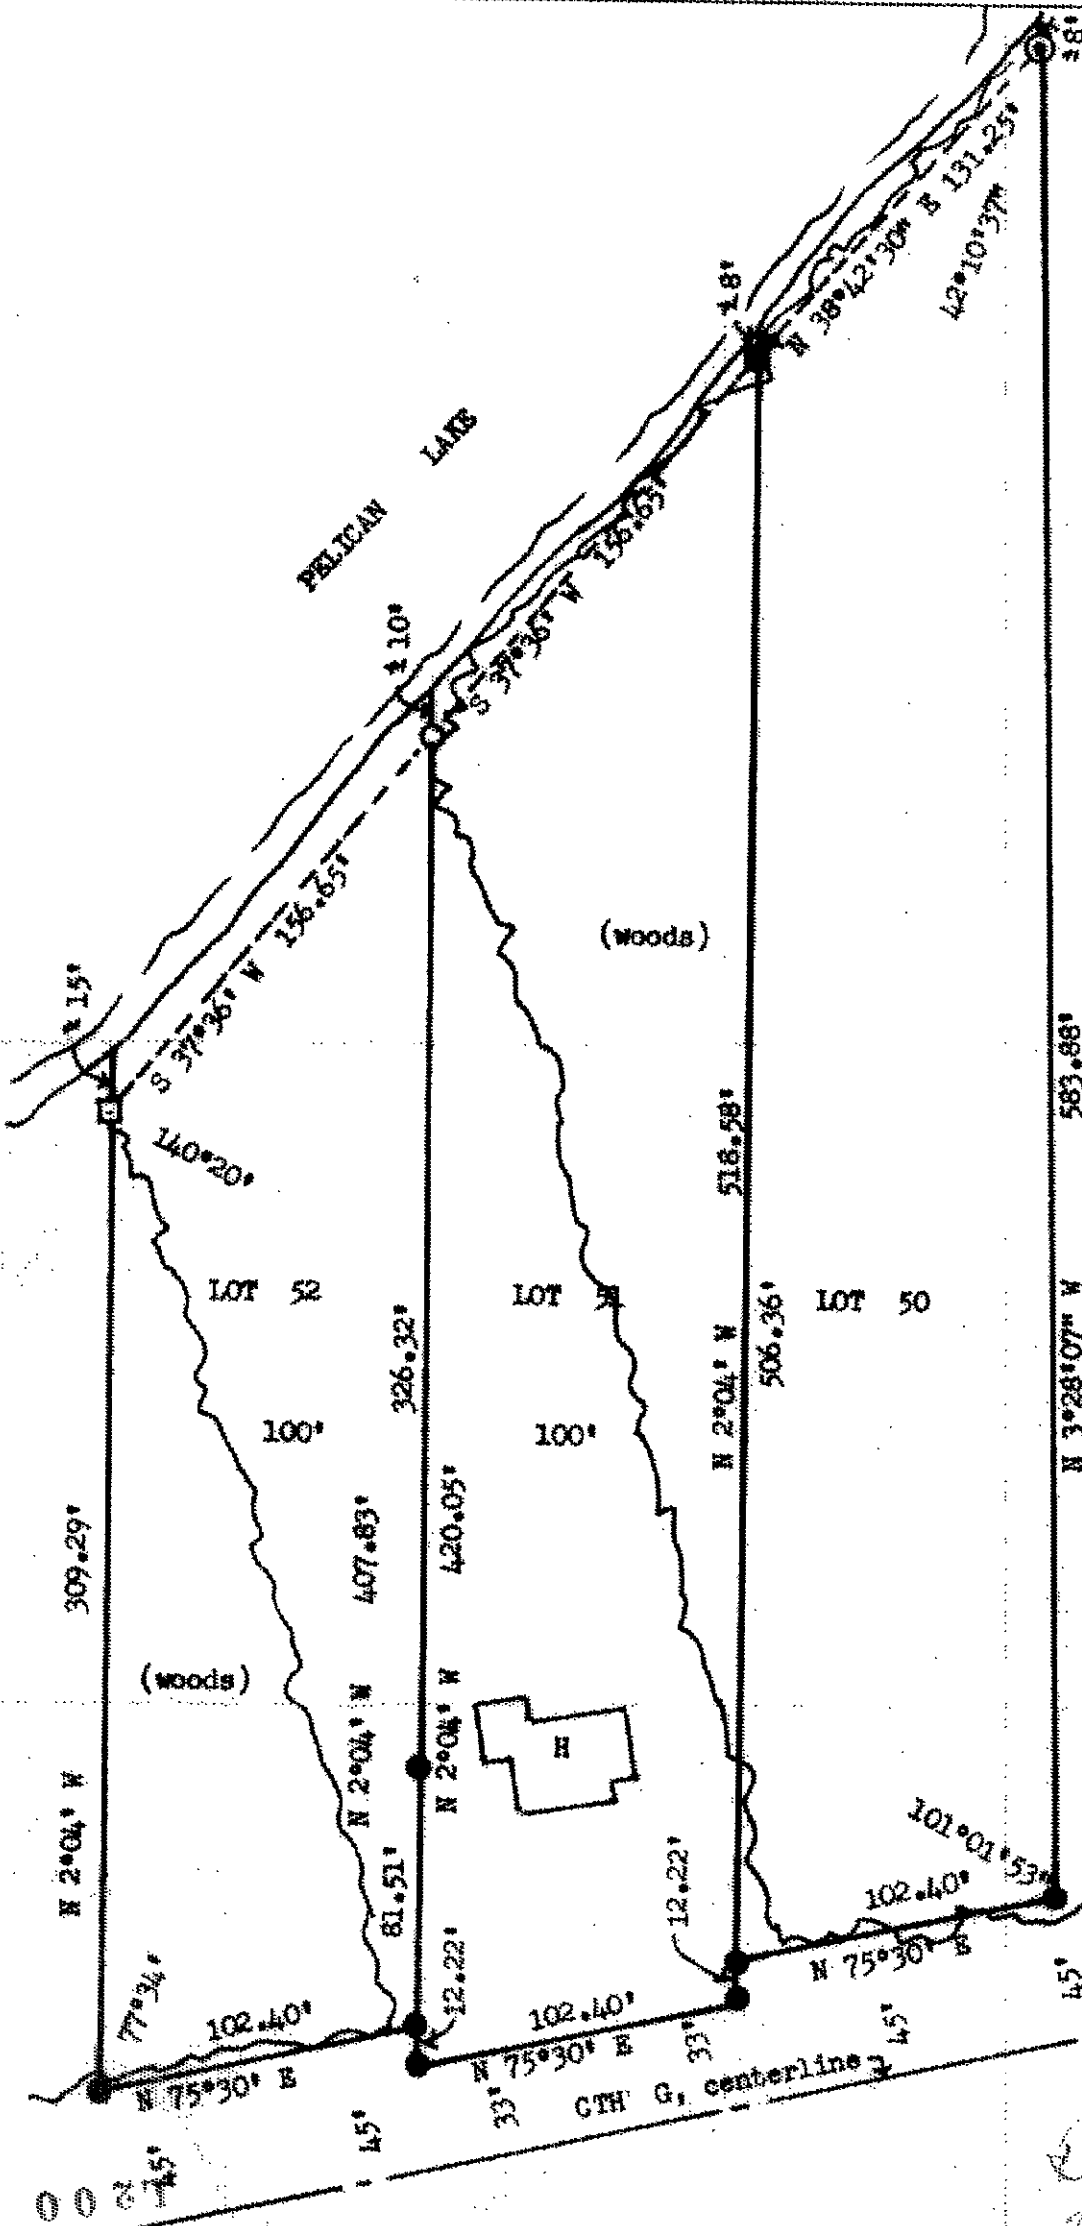 18'
N 38°42'30" E 131.25'
42°10'37"
± 8'
LAKE
PELICAN
S 37°36' W 156.65'
± 10'
S 37°36' W 156.65'
± 15'
140°20'
(woods)
518.58'
583.88'
LOT 52
LOT 51
LOT 50
326.32'
506.36'
N 2°04' W
N 3°28'07" W
100'
100'
309.29'
407.83'
420.05'
(woods)
N 2°04' W
N 2°04' W
N 2°04' W
H
81.51'
12.22'
12.22'
101°01'53"
102.40'
N 75°30' E
77°34'
102.40'
N 75°30' E
102.40'
N 75°30' E
33'
33'
45'
45'
45'
45'
CTH G, centerline